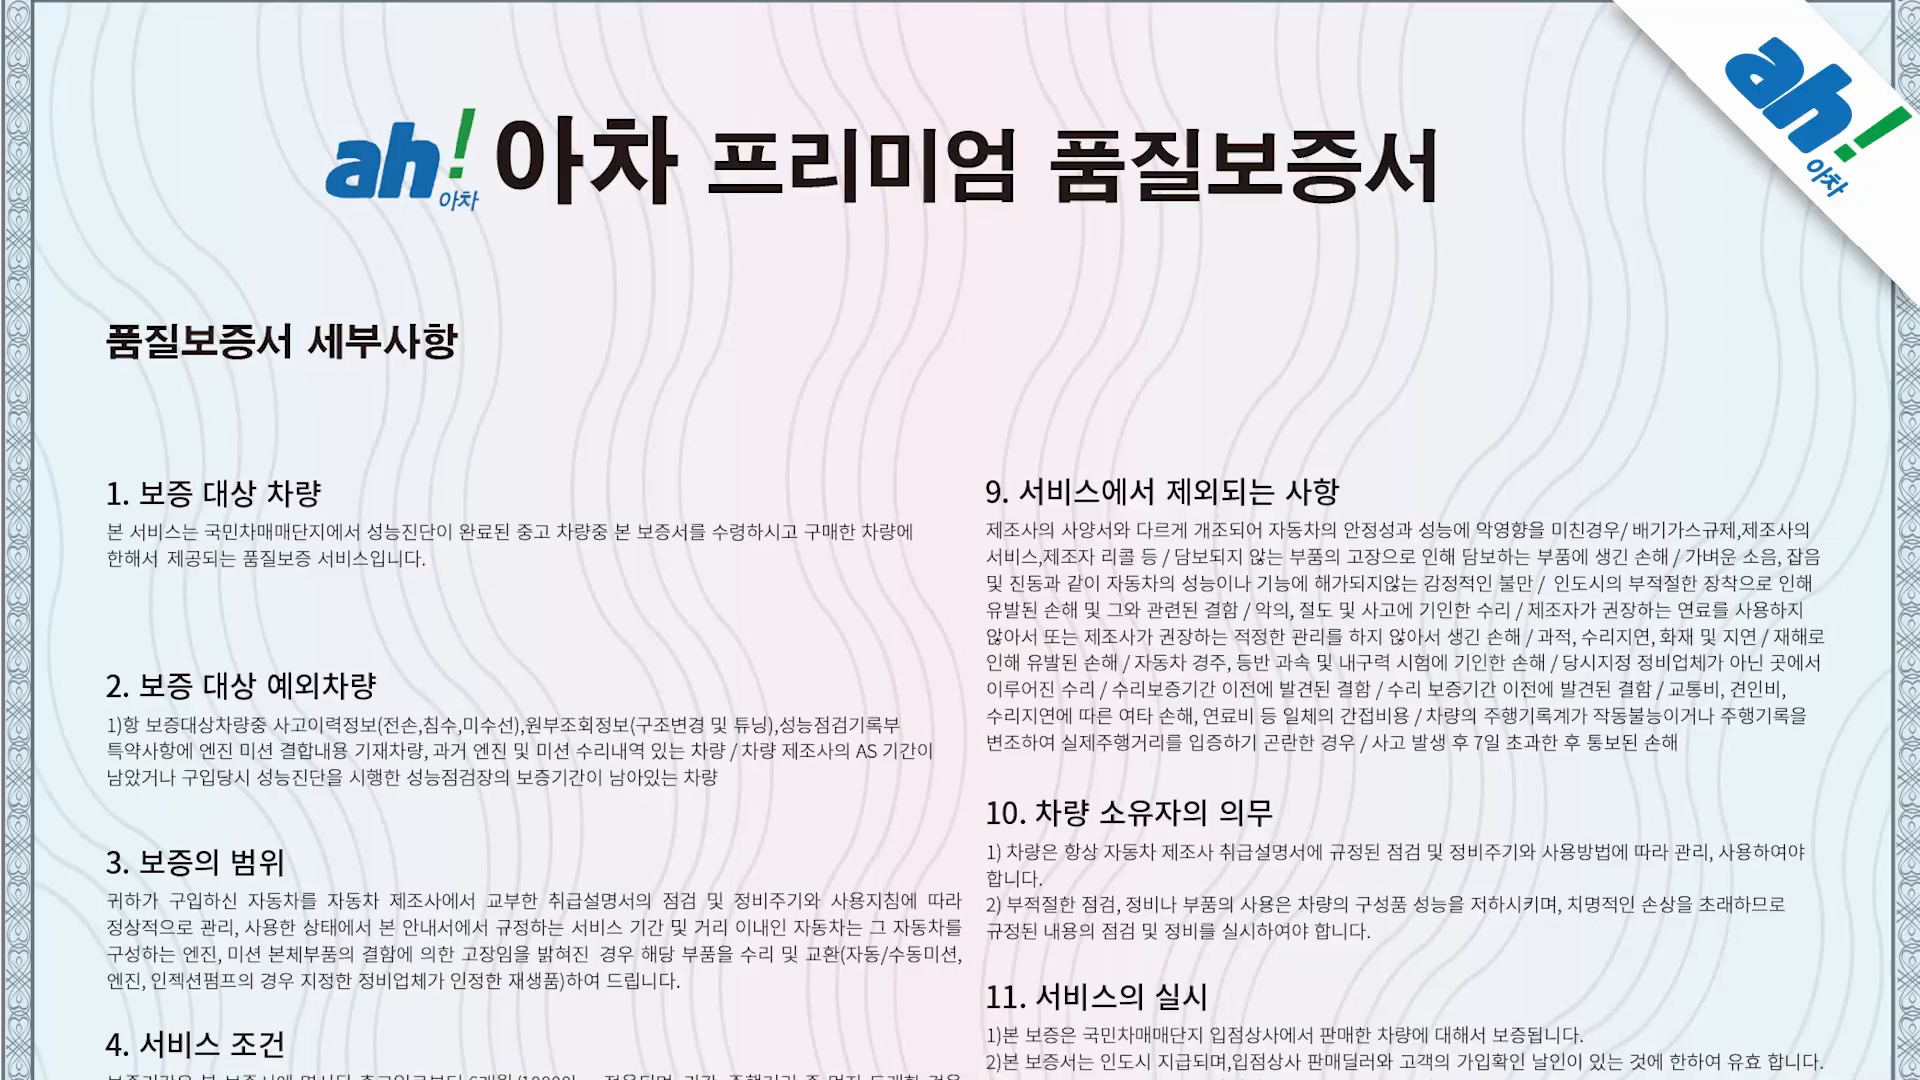 ah!
아차
아차 프리미엄 품질보증서
ah!
아차
품질보증서 세부사항
1. 보증 대상 차량
본 서비스는 국민차매매단지에서 성능진단이 완료된 중고 차량중 본 보증서를 수령하시고 구매한 차량에
한해서 제공되는 품질보증 서비스입니다.
2. 보증 대상 예외차량
1)항 보증대상차량중 사고이력정보(전손,침수,미수선),원부조회정보(구조변경 및 튜닝),성능점검기록부
특약사항에 엔진 미션 결합내용 기재차량, 과거 엔진 및 미션 수리내역 있는 차량 / 차량 제조사의 AS 기간이
남았거나 구입당시 성능진단을 시행한 성능점검장의 보증기간이 남아있는 차량
3. 보증의 범위
귀하가 구입하신 자동차를 자동차 제조사에서 교부한 취급설명서의 점검 및 정비주기와 사용지침에 따라
정상적으로 관리, 사용한 상태에서 본 안내서에서 규정하는 서비스 기간 및 거리 이내인 자동차는 그 자동차를
구성하는 엔진, 미션 본체부품의 결함에 의한 고장임을 밝혀진 경우 해당 부품을 수리 및 교환(자동/수동미션,
엔진, 인젝션펌프의 경우 지정한 정비업체가 인정한 재생품)하여 드립니다.
4. 서비스 조건
9. 서비스에서 제외되는 사항
제조사의 사양서와 다르게 개조되어 자동차의 안정성과 성능에 악영향을 미친경우/ 배기가스규제,제조사의
서비스,제조자 리콜 등 / 담보되지 않는 부품의 고장으로 인해 담보하는 부품에 생긴 손해 / 가벼운 소음, 잡음
및 진동과 같이 자동차의 성능이나 기능에 해가되지않는 감정적인 불만 / 인도시의 부적절한 장착으로 인해
유발된 손해 및 그와 관련된 결함 / 악의, 절도 및 사고에 기인한 수리 / 제조자가 권장하는 연료를 사용하지
않아서 또는 제조사가 권장하는 적정한 관리를 하지 않아서 생긴 손해 / 과적, 수리지연, 화재 및 지연 / 재해로
인해 유발된 손해 / 자동차 경주, 등반 과속 및 내구력 시험에 기인한 손해 / 당시지정 정비업체가 아닌 곳에서
이루어진 수리 / 수리보증기간 이전에 발견된 결함 / 수리 보증기간 이전에 발견된 결함 / 교통비, 견인비,
수리지연에 따른 여타 손해, 연료비 등 일체의 간접비용 / 차량의 주행기록계가 작동불능이거나 주행기록을
변조하여 실제주행거리를 입증하기 곤란한 경우 / 사고 발생 후 7일 초과한 후 통보된 손해
10. 차량 소유자의 의무
1) 차량은 항상 자동차 제조사 취급설명서에 규정된 점검 및 정비주기와 사용방법에 따라 관리, 사용하여야
합니다.
2) 부적절한 점검, 정비나 부품의 사용은 차량의 구성품 성능을 저하시키며, 치명적인 손상을 초래하므로
규정된 내용의 점검 및 정비를 실시하여야 합니다.
11. 서비스의 실시
1)본 보증은 국민차매매단지 입점상사에서 판매한 차량에 대해서 보증됩니다.
2)본 보증서는 인도시 지급되며,입점상사 판매딜러와 고객의 가입확인 날인이 있는 것에 한하여 유효 합니다.